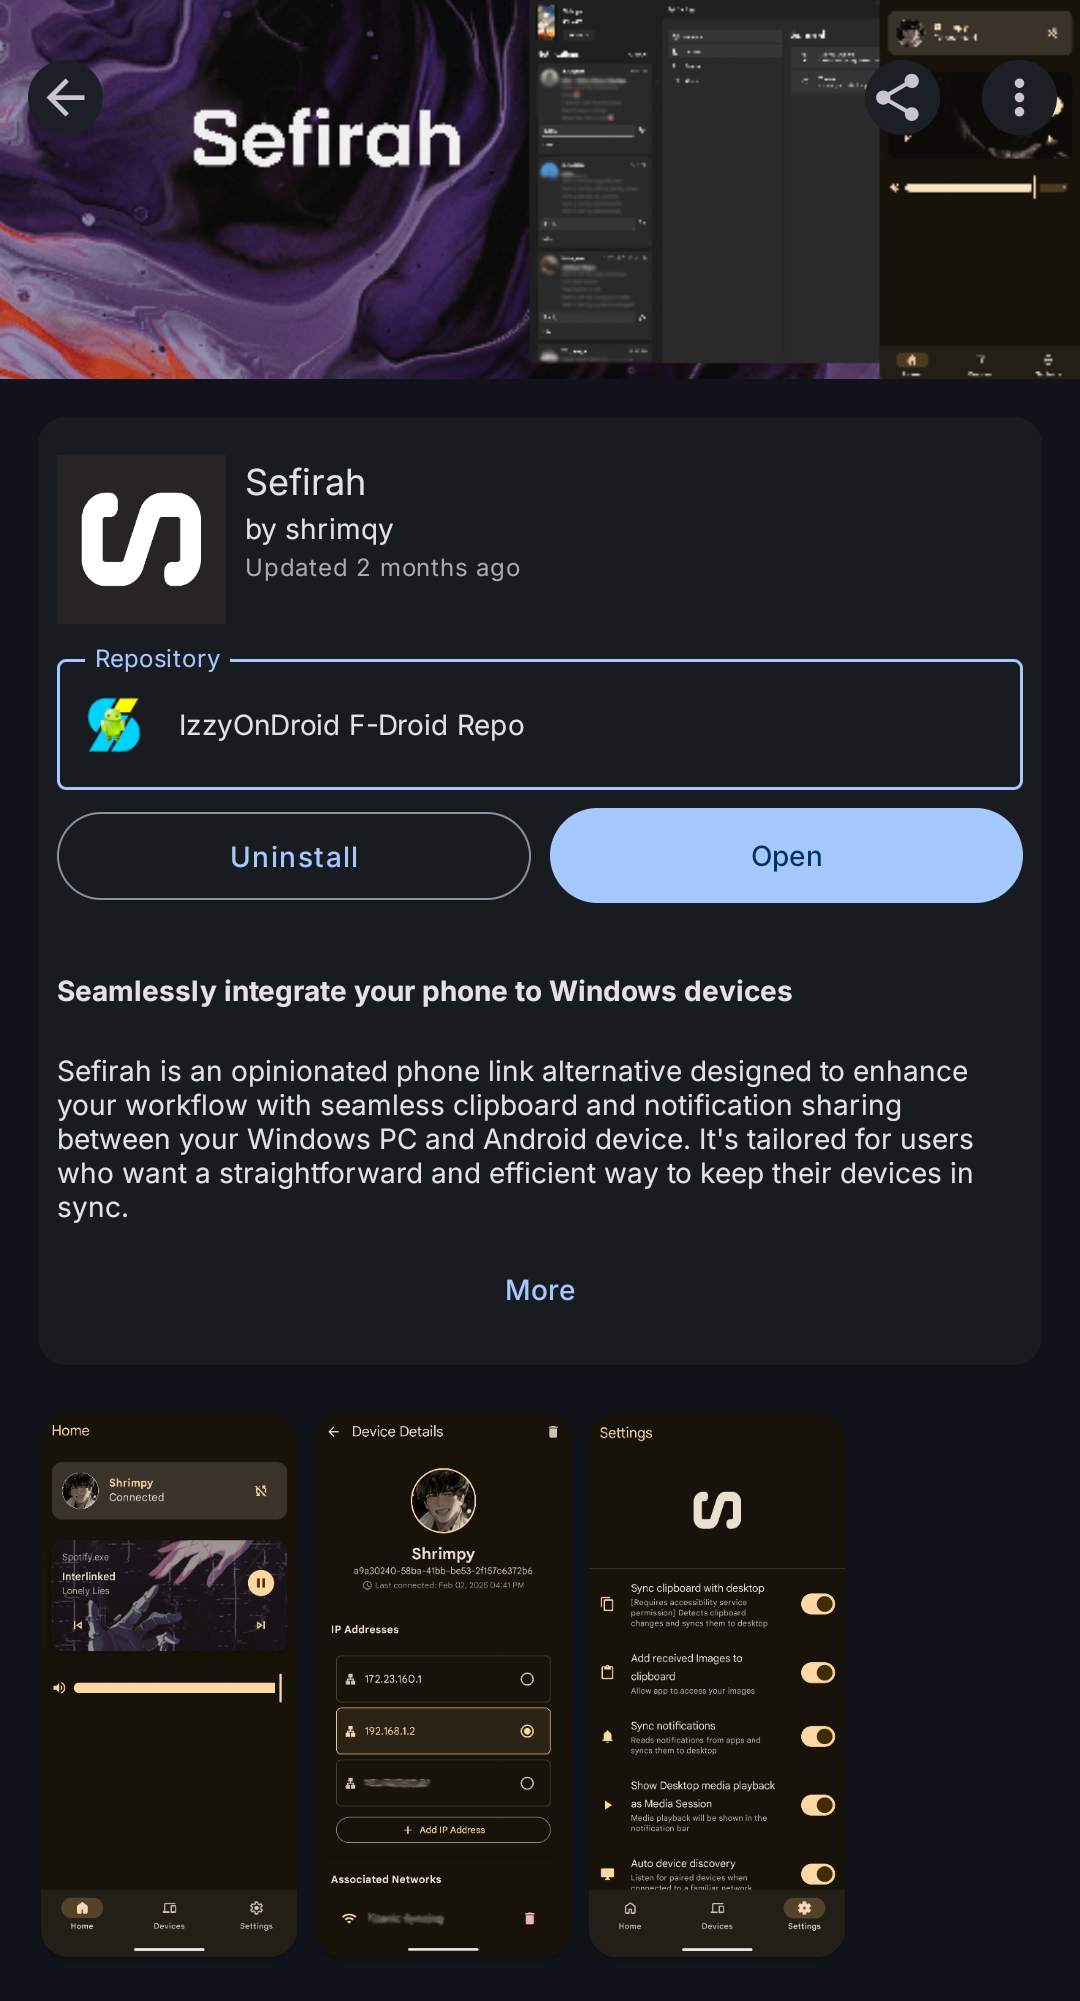 Sefirah
Sefirah
by shrimqy
Updated 2 months ago
Repository
IzzyOnDroid F-Droid Repo
Uninstall
Open
Seamlessly integrate your phone to Windows devices
Sefirah is an opinionated phone link alternative designed to enhance
your workflow with seamless clipboard and notification sharing
between your Windows PC and Android device. It's tailored for users
who want a straightforward and efficient way to keep their devices in
sync.
More
Home
Shrimpy
Connected
Spotify.exe
Interlinked
Lonely Lies
Home
Devices
Settings
Device Details
Shrimpy
a9a30240-58ba-41bb-be53-2f157c6372b6
Last connected: Feb 02, 2025 04:41 PM
IP Addresses
172.23.160.1
192.168.1.2
+ Add IP Address
Associated Networks
Settings
Sync clipboard with desktop
[Requires accessibility service
permission] Detects clipboard
changes and syncs them to desktop
Add received Images to
clipboard
Allow app to access your images
Sync notifications
Reads notifications from apps and
syncs them to desktop
Show Desktop media playback
as Media Session
Media playback will be shown in the
notification bar
Auto device discovery
Listen for paired devices when
connected to a familiar network
Home
Devices
Settings